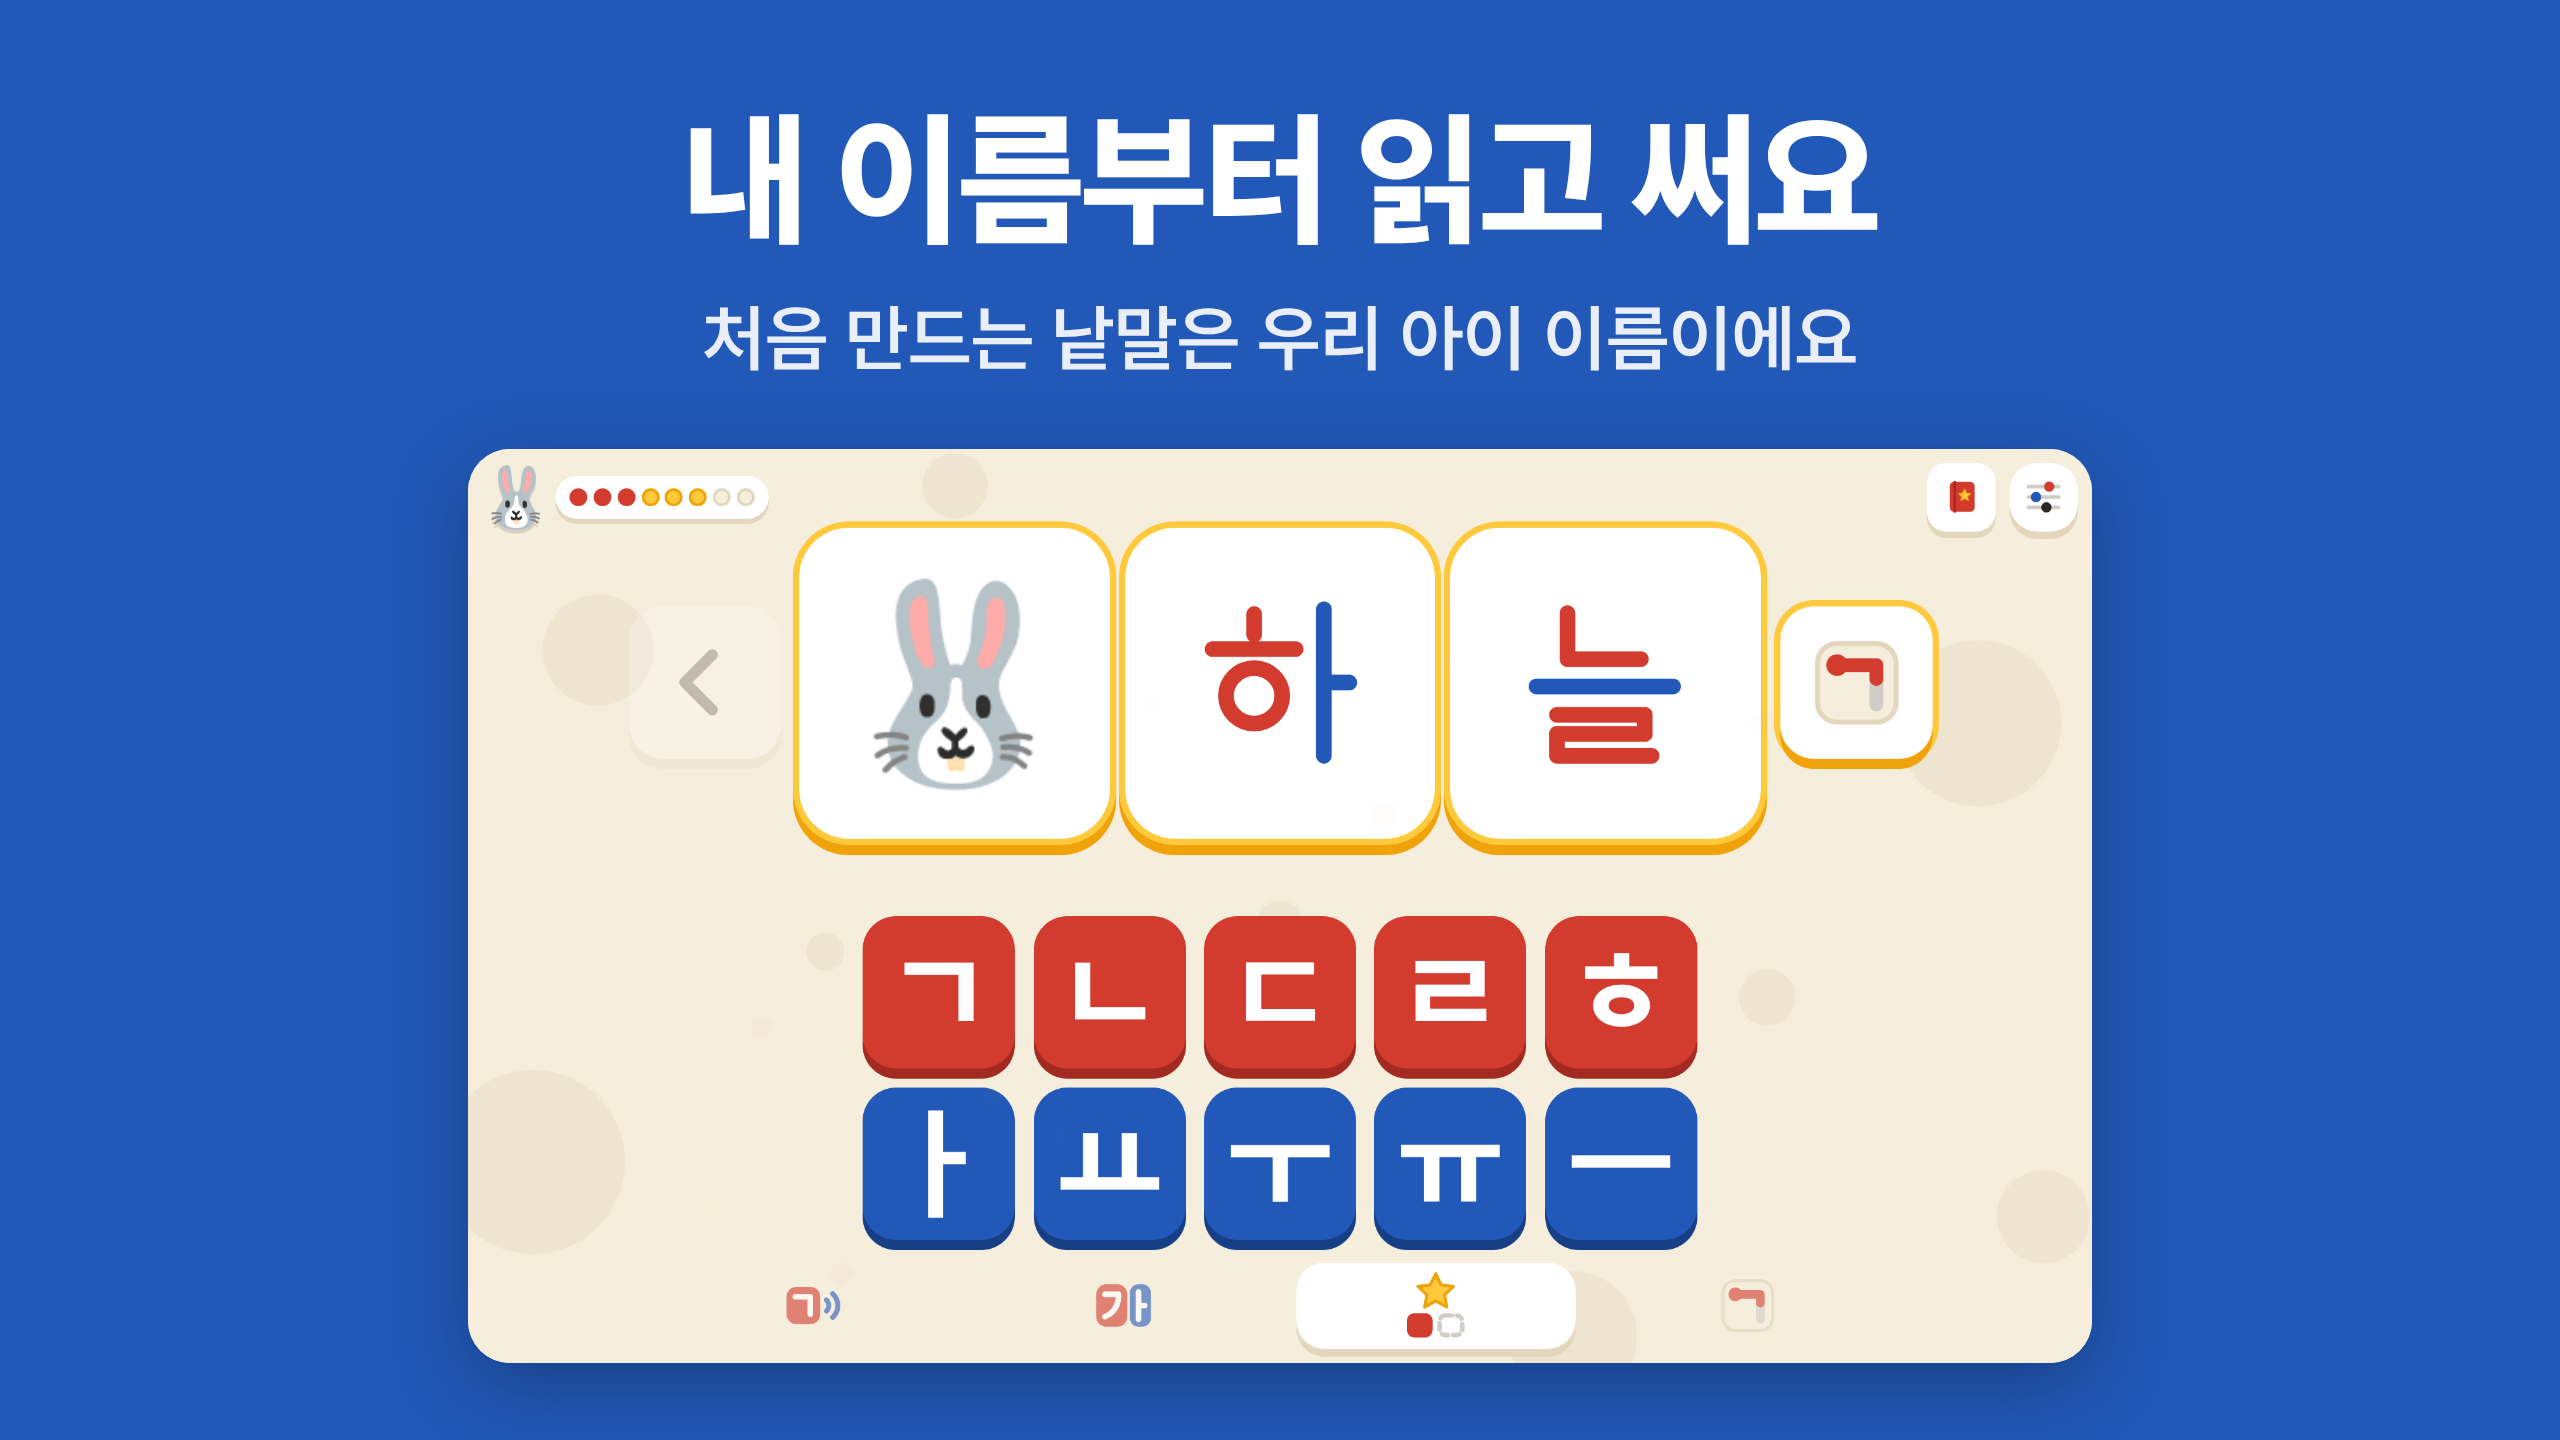 내 이름부터 읽고 써요
처음 만드는 낱말은 우리 아이 이름이에요
하늘
ㄱ
ㄱ ㄴ ㄷ ㄹ ㅎ
ㅏ ㅛ ㅜ ㅠ ㅡ
ㄱ 가 ㄱ